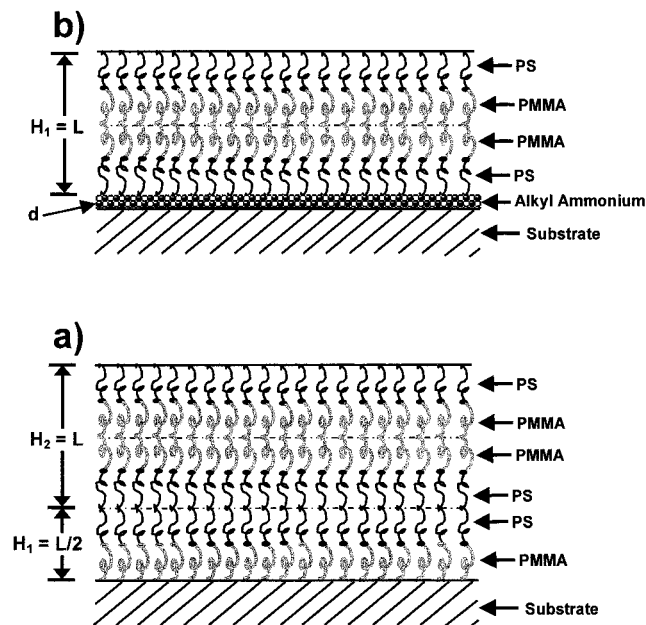 b)
PS
PMMA
H₁ = L
PMMA
PS
d
Alkyl Ammonium
Substrate
a)
PS
PMMA
H₂ = L
PMMA
PS
PS
H₁ = L/2
PMMA
Substrate